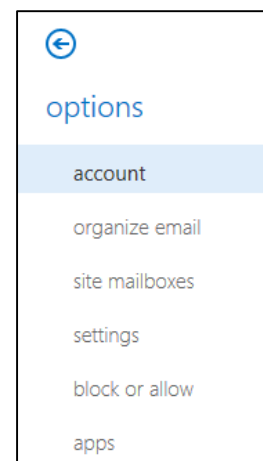 options
account
organize email
site mailboxes
settings
block or allow
apps